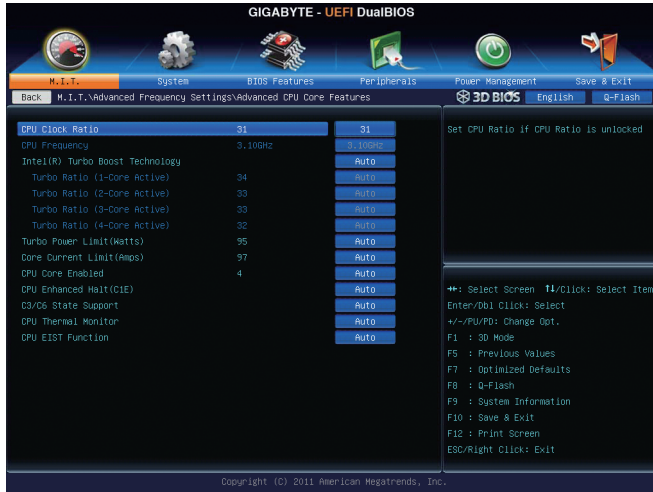 GIGABYTE - UEFI DualBIOS
M.I.T. System BIOS Features Peripherals Power Management Save & Exit
Back M.I.T.\Advanced Frequency Settings\Advanced CPU Core Features 3D BIOS English Q-Flash
CPU Clock Ratio 31 31
CPU Frequency 3.10GHz 3.10GHz
Intel(R) Turbo Boost Technology Auto
Turbo Ratio (1-Core Active) 34 Auto
Turbo Ratio (2-Core Active) 33 Auto
Turbo Ratio (3-Core Active) 33 Auto
Turbo Ratio (4-Core Active) 32 Auto
Turbo Power Limit(Watts) 95 Auto
Core Current Limit(Amps) 97 Auto
CPU Core Enabled 4 Auto
CPU Enhanced Halt(C1E) Auto
C3/C6 State Support Auto
CPU Thermal Monitor Auto
CPU EIST Function Auto
Set CPU Ratio if CPU Ratio is unlocked
→←: Select Screen ↑↓/Click: Select Item
Enter/Dbl Click: Select
+/-/PU/PD: Change Opt.
F1 : 3D Mode
F5 : Previous Values
F7 : Optimized Defaults
F8 : Q-Flash
F9 : System Information
F10 : Save & Exit
F12 : Print Screen
ESC/Right Click: Exit
Copyright (C) 2011 American Megatrends, Inc.